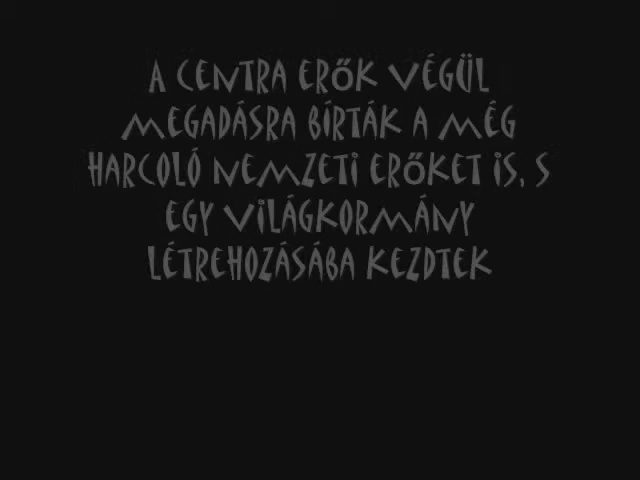 A CENTRA ERŐK VÉGÜL
MEGADÁSRA BÍRTÁK A MÉG
HARCOLÓ NEMZETI ERŐKET IS, S
EGY VILÁGKORMÁNY
LÉTREHOZÁSÁBA KEZDTEK